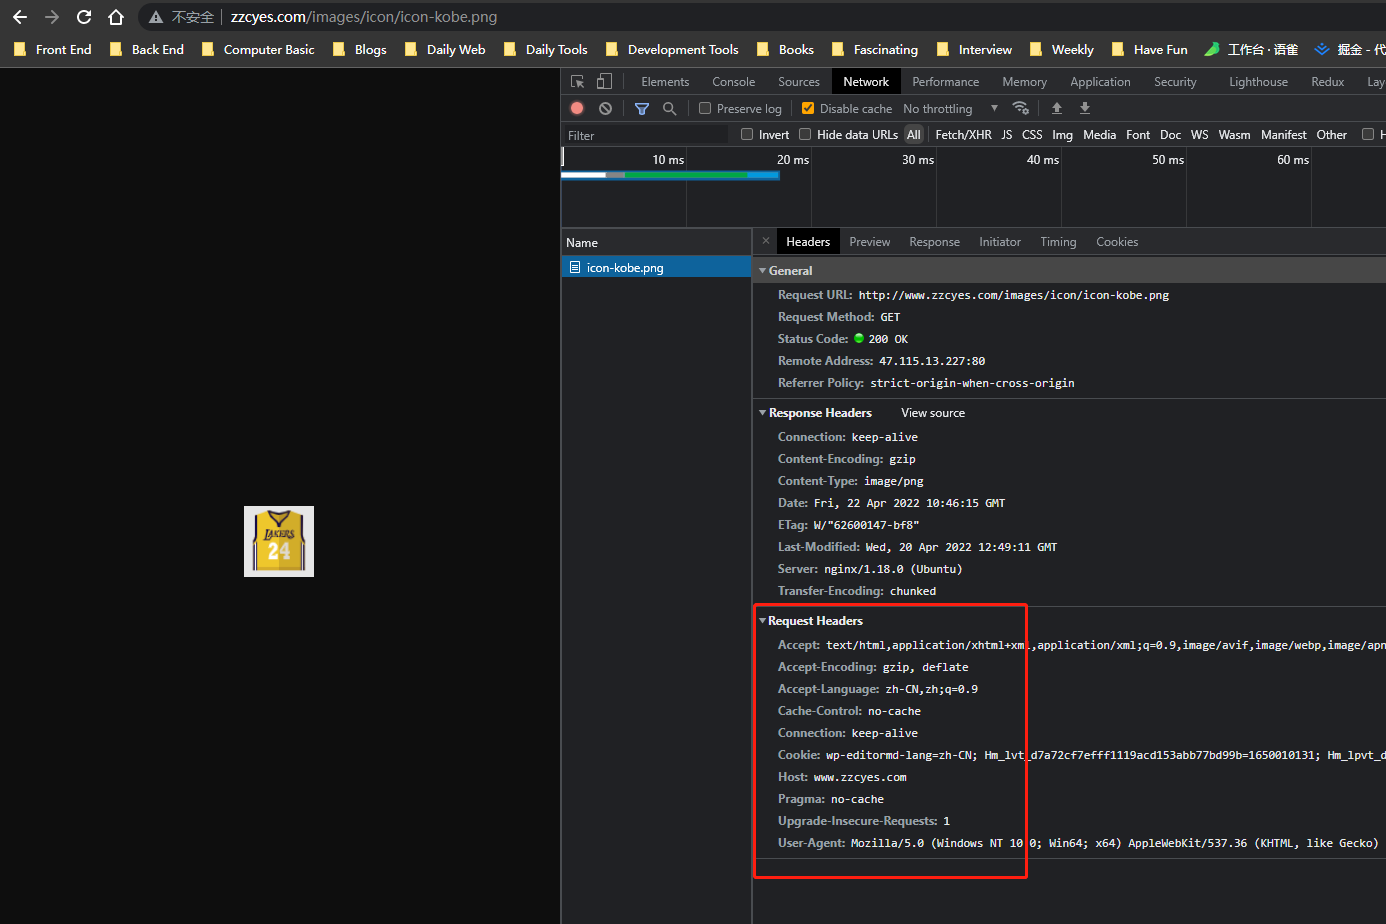 不安全 zzcyes.com/images/icon/icon-kobe.png
Front End Back End Computer Basic Blogs Daily Web Daily Tools Development Tools Books Fascinating Interview Weekly Have Fun 工作台 · 语雀 掘金 - 代
Elements Console Sources Network Performance Memory Application Security Lighthouse Redux Lay
Preserve log Disable cache No throttling
Filter Invert Hide data URLs All Fetch/XHR JS CSS Img Media Font Doc WS Wasm Manifest Other H
10 ms 20 ms 30 ms 40 ms 50 ms 60 ms
Name
icon-kobe.png
Headers Preview Response Initiator Timing Cookies
General
Request URL: http://www.zzcyes.com/images/icon/icon-kobe.png
Request Method: GET
Status Code: 200 OK
Remote Address: 47.115.13.227:80
Referrer Policy: strict-origin-when-cross-origin
Response Headers View source
Connection: keep-alive
Content-Encoding: gzip
Content-Type: image/png
Date: Fri, 22 Apr 2022 10:46:15 GMT
ETag: W/"62600147-bf8"
Last-Modified: Wed, 20 Apr 2022 12:49:11 GMT
Server: nginx/1.18.0 (Ubuntu)
Transfer-Encoding: chunked
LAKERS
24
Request Headers
Accept: text/html,application/xhtml+xml,application/xml;q=0.9,image/avif,image/webp,image/apn
Accept-Encoding: gzip, deflate
Accept-Language: zh-CN,zh;q=0.9
Cache-Control: no-cache
Connection: keep-alive
Cookie: wp-editormd-lang=zh-CN; Hm_lvt_d7a72cf7efff1119acd153abb77bd99b=1650010131; Hm_lpvt_d
Host: www.zzcyes.com
Pragma: no-cache
Upgrade-Insecure-Requests: 1
User-Agent: Mozilla/5.0 (Windows NT 10.0; Win64; x64) AppleWebKit/537.36 (KHTML, like Gecko)